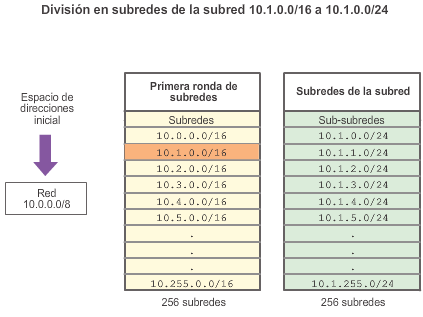 División en subredes de la subred 10.1.0.0/16 a 10.1.0.0/24
Espacio de
direcciones
inicial
Red
10.0.0.0/8
Primera ronda de
subredes
Subredes
10.0.0.0/16
10.1.0.0/16
10.2.0.0/16
10.3.0.0/16
10.4.0.0/16
10.5.0.0/16
.
.
.
10.255.0.0/16
256 subredes
Subredes de la subred
Sub-subredes
10.1.0.0/24
10.1.1.0/24
10.1.2.0/24
10.1.3.0/24
10.1.4.0/24
10.1.5.0/24
.
.
.
10.1.255.0/24
256 subredes